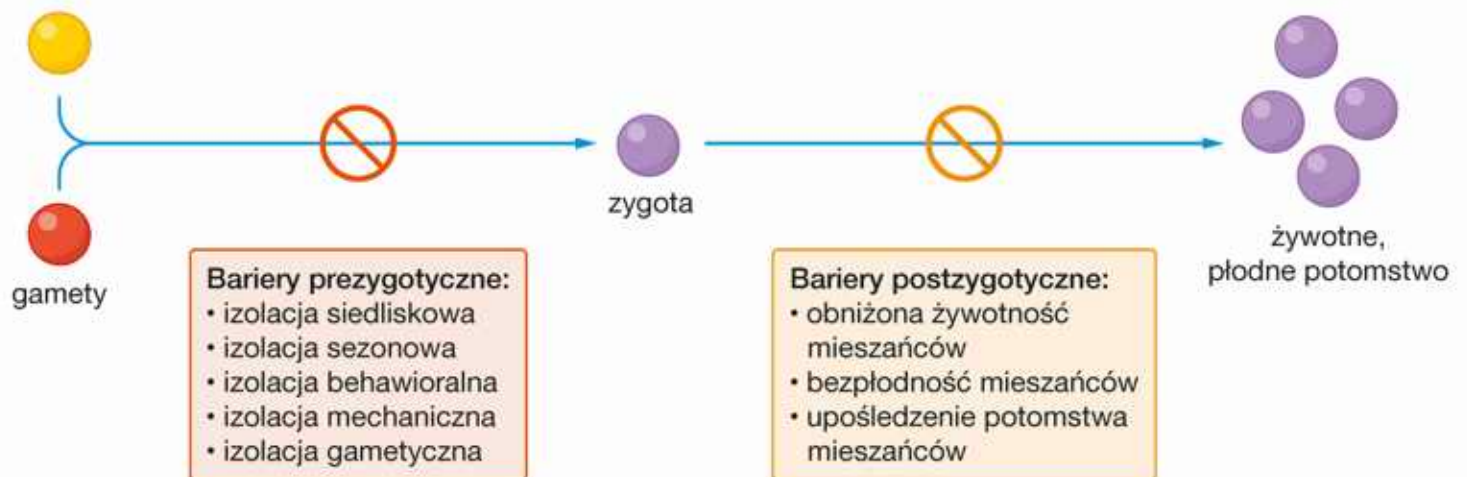 gamety
zygota
żywotne,
płodne potomstwo
Bariery prezygotyczne:
• izolacja siedliskowa
• izolacja sezonowa
• izolacja behawioralna
• izolacja mechaniczna
• izolacja gametyczna
Bariery postzygotyczne:
• obniżona żywotność
mieszańców
• bezpłodność mieszańców
• upośledzenie potomstwa
mieszańców